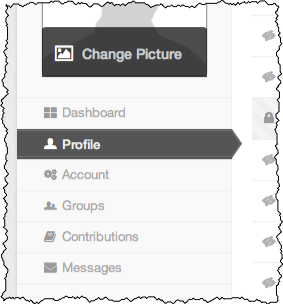 Change Picture
Dashboard
Profile
Account
Groups
Contributions
Messages